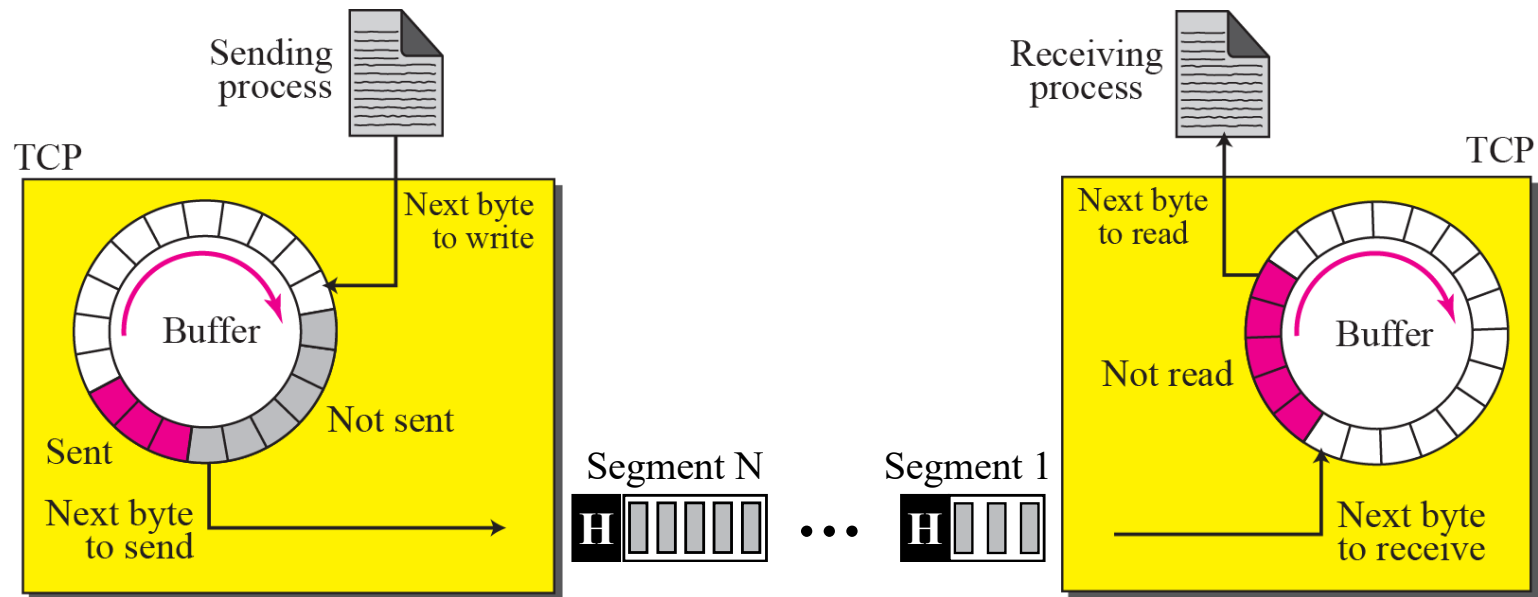 Sending
process
Receiving
process
TCP
TCP
Next byte
to write
Next byte
to read
Buffer
Buffer
Not read
Not sent
Sent
Segment N
Segment 1
H
...
H
Next byte
to send
Next byte
to receive